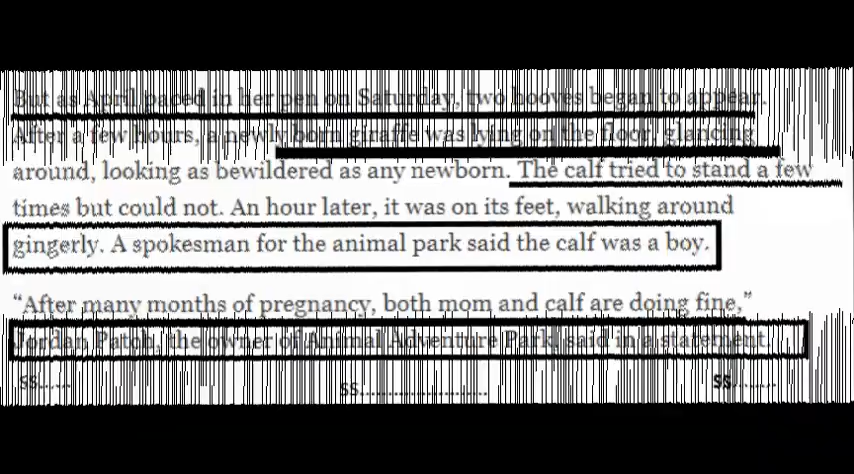 But as April paced in her pen on Saturday, two hooves began to appear.
After a few hours, a newly born giraffe was lying on the floor, glancing
around, looking as bewildered as any newborn. The calf tried to stand a few
times but could not. An hour later, it was on its feet, walking around
gingerly. A spokesman for the animal park said the calf was a boy.
“After many months of pregnancy, both mom and calf are doing fine,”
Jordan Patch, the owner of Animal Adventure Park, said in a statement.
SS...... SS...................... SS........